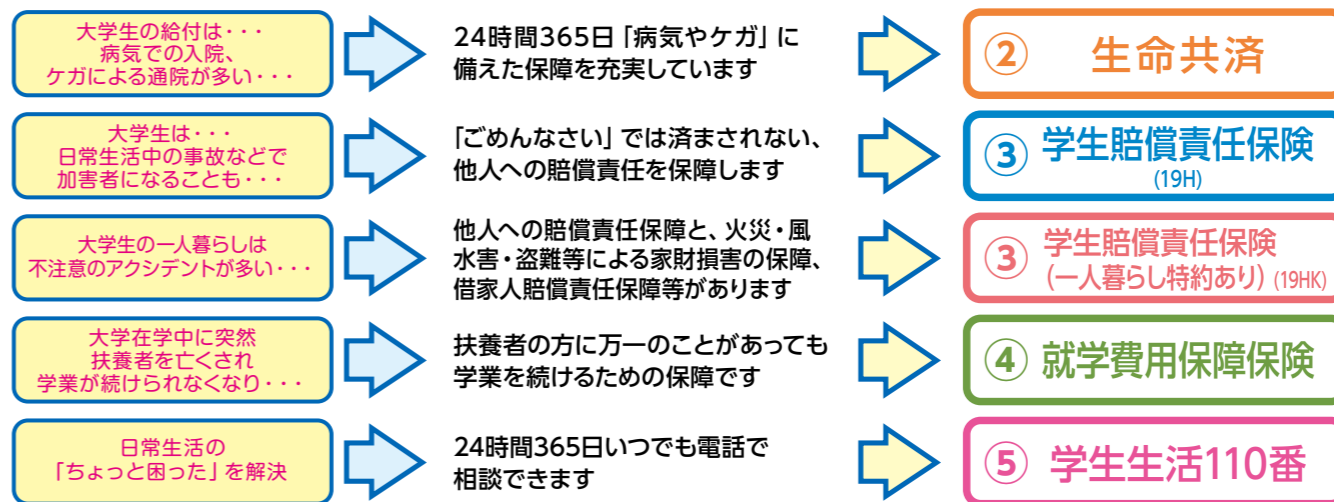 大学生の給付は・・・
病気での入院、
ケガによる通院が多い・・・
24時間365日「病気やケガ」に
備えた保障を充実しています
② 生命共済
大学生は・・・
日常生活中の事故などで
加害者になることも・・・
「ごめんなさい」では済まされない、
他人への賠償責任を保障します
③ 学生賠償責任保険
(19H)
大学生の一人暮らしは
不注意のアクシデントが多い・・・
他人への賠償責任保障と、火災・風
水害・盗難等による家財損害の保障、
借家人賠償責任保障等があります
③ 学生賠償責任保険
(一人暮らし特約あり) (19HK)
大学在学中に突然
扶養者を亡くされ
学業が続けられなくなり・・・
扶養者の方に万一のことがあっても
学業を続けるための保障です
④ 就学費用保障保険
日常生活の
「ちょっと困った」を解決
24時間365日いつでも電話で
相談できます
⑤ 学生生活110番